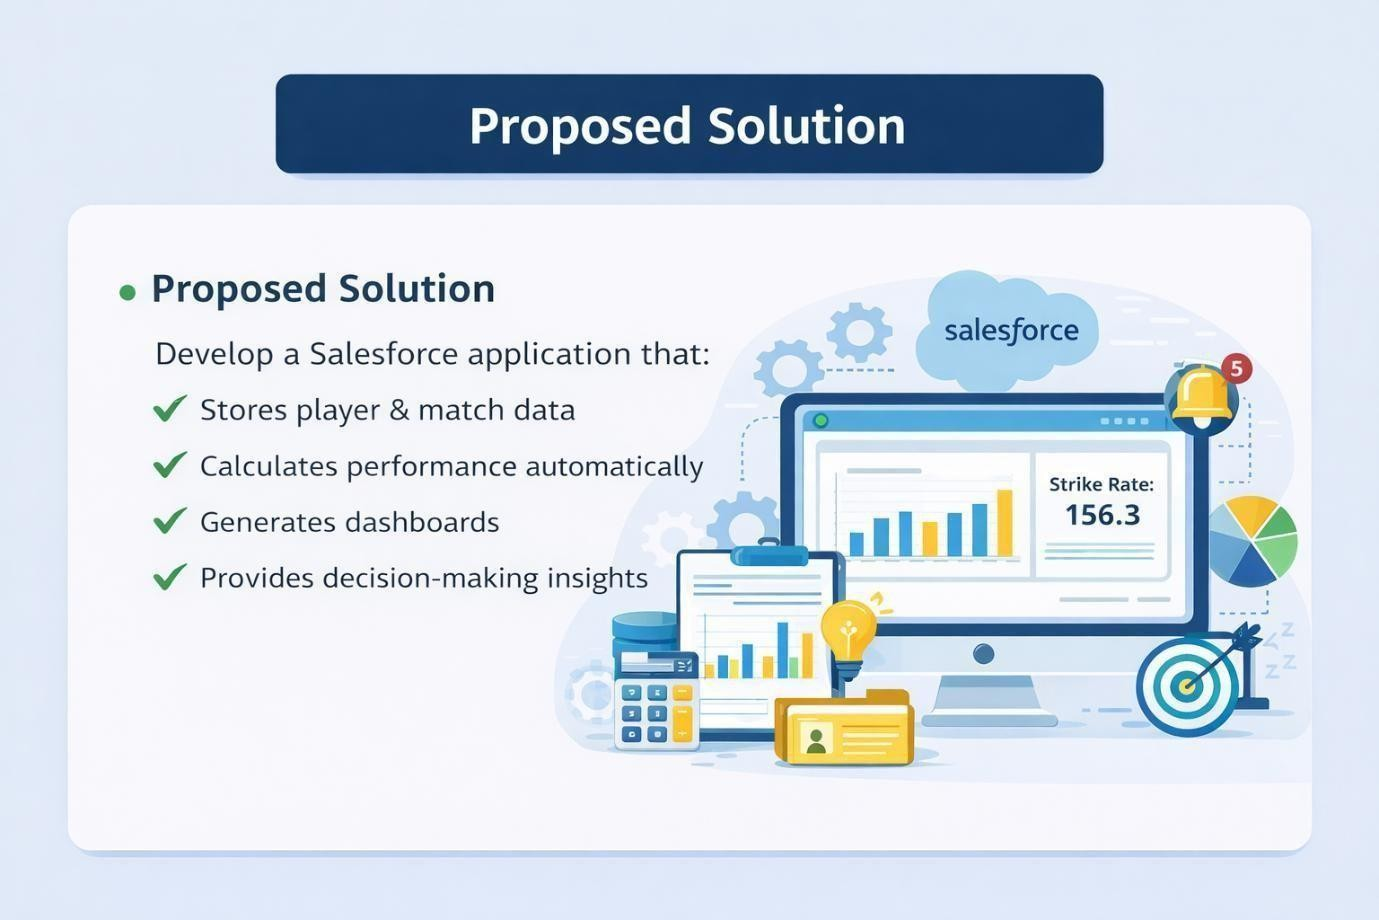 Proposed Solution
Proposed Solution
Develop a Salesforce application that:
Stores player & match data
Calculates performance automatically
Generates dashboards
Provides decision-making insights
salesforce
5
Strike Rate:
156.3
Z
Z
Z